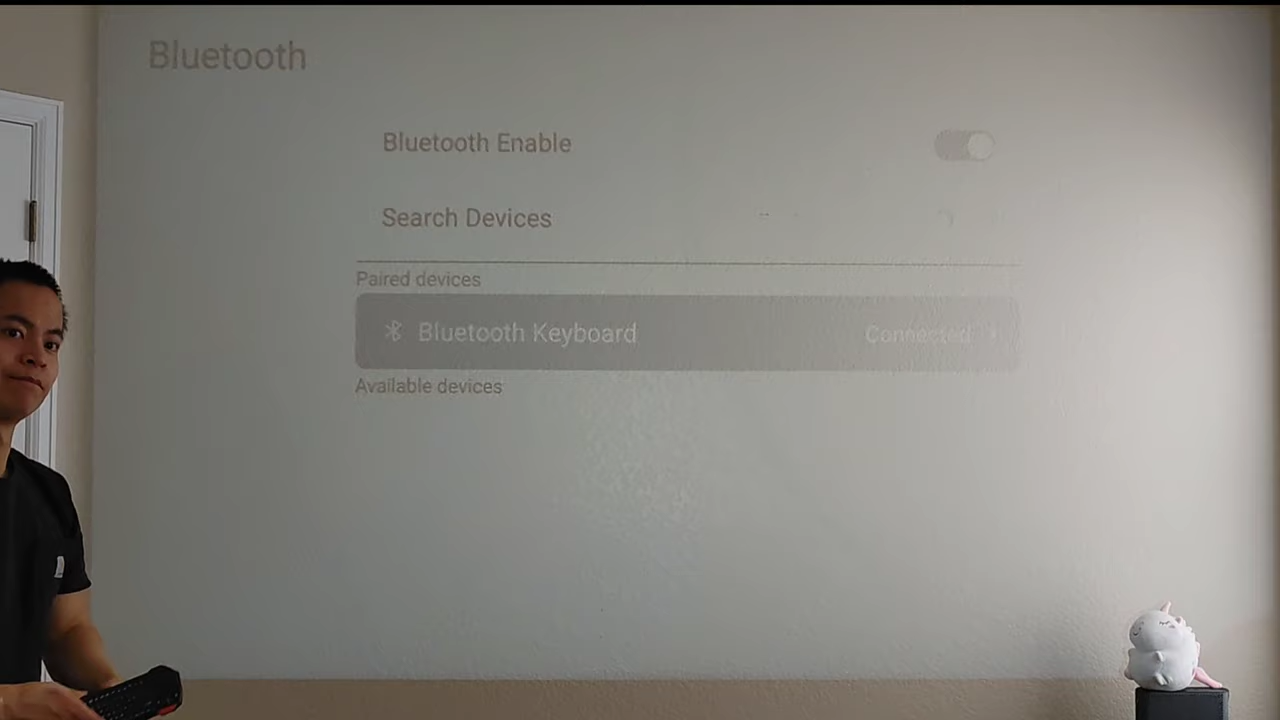 Bluetooth
Bluetooth Enable
Search Devices
Paired devices
Bluetooth Keyboard Connected
Available devices